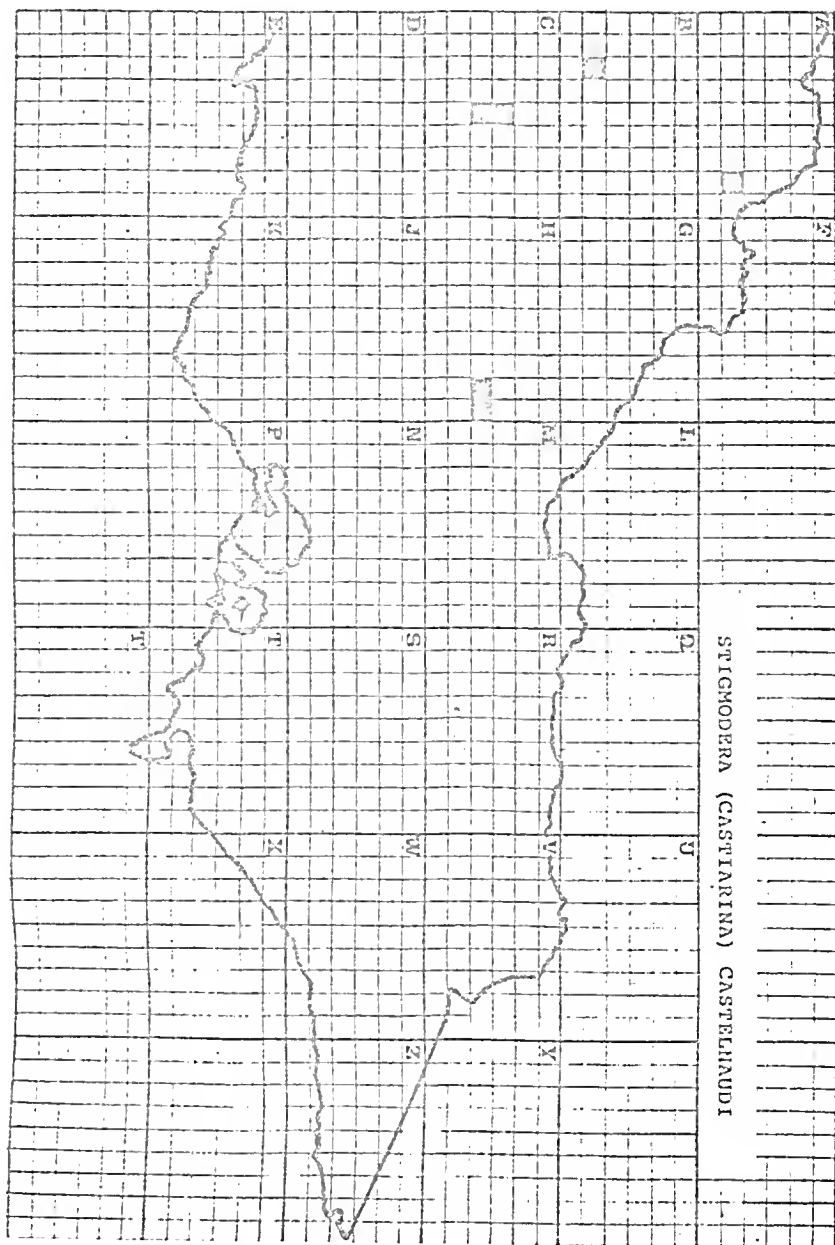 STIGMODERA (CASTIARINA) CASTELNAUDI
A F
B G L Q U
C H M R V Y
D J N S W Z
E K P T X
T